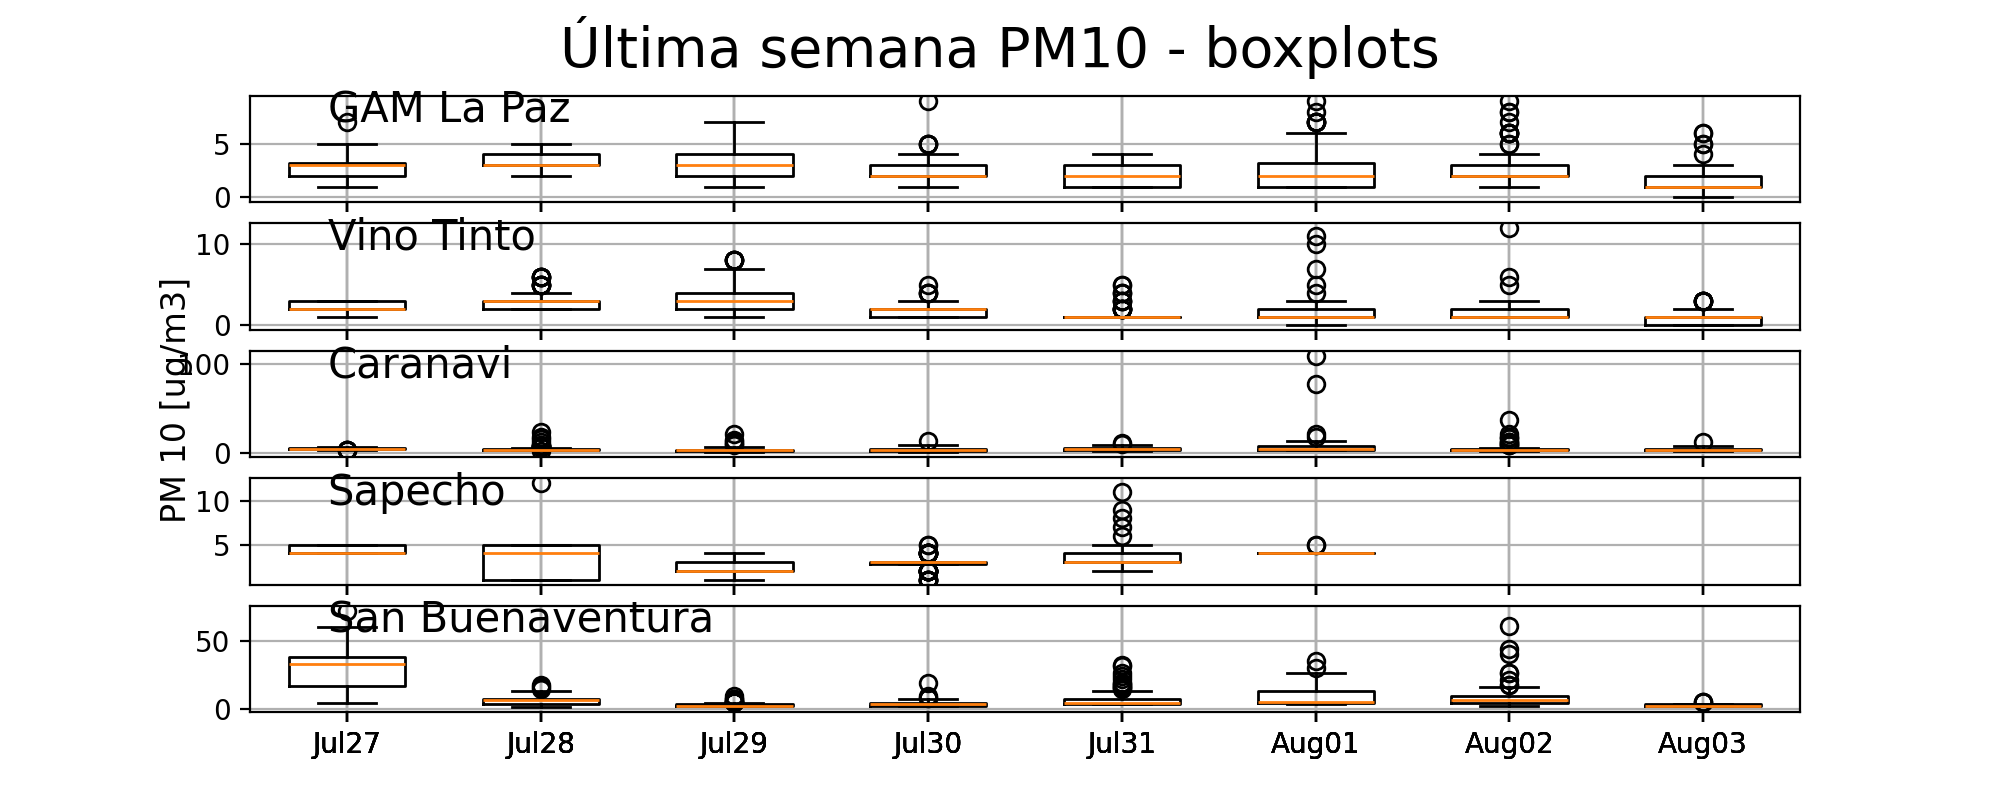 Última semana PM10 - boxplots
PM 10 [ug/m3]
GAM La Paz
5
0
Vino Tinto
10
0
Caranavi
100
0
Sapecho
10
5
San Buenaventura
50
0
Jul27 Jul28 Jul29 Jul30 Jul31 Aug01 Aug02 Aug03